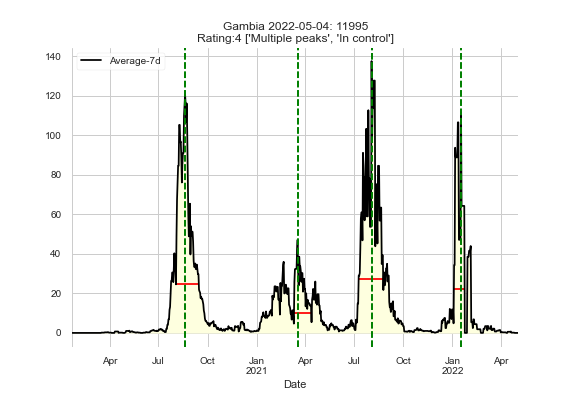 Gambia 2022-05-04: 11995
Rating:4 ['Multiple peaks', 'In control']
Average-7d
140
120
100
80
60
40
20
0
Apr Jul Oct Jan Apr Jul Oct Jan Apr
2021 2022
Date